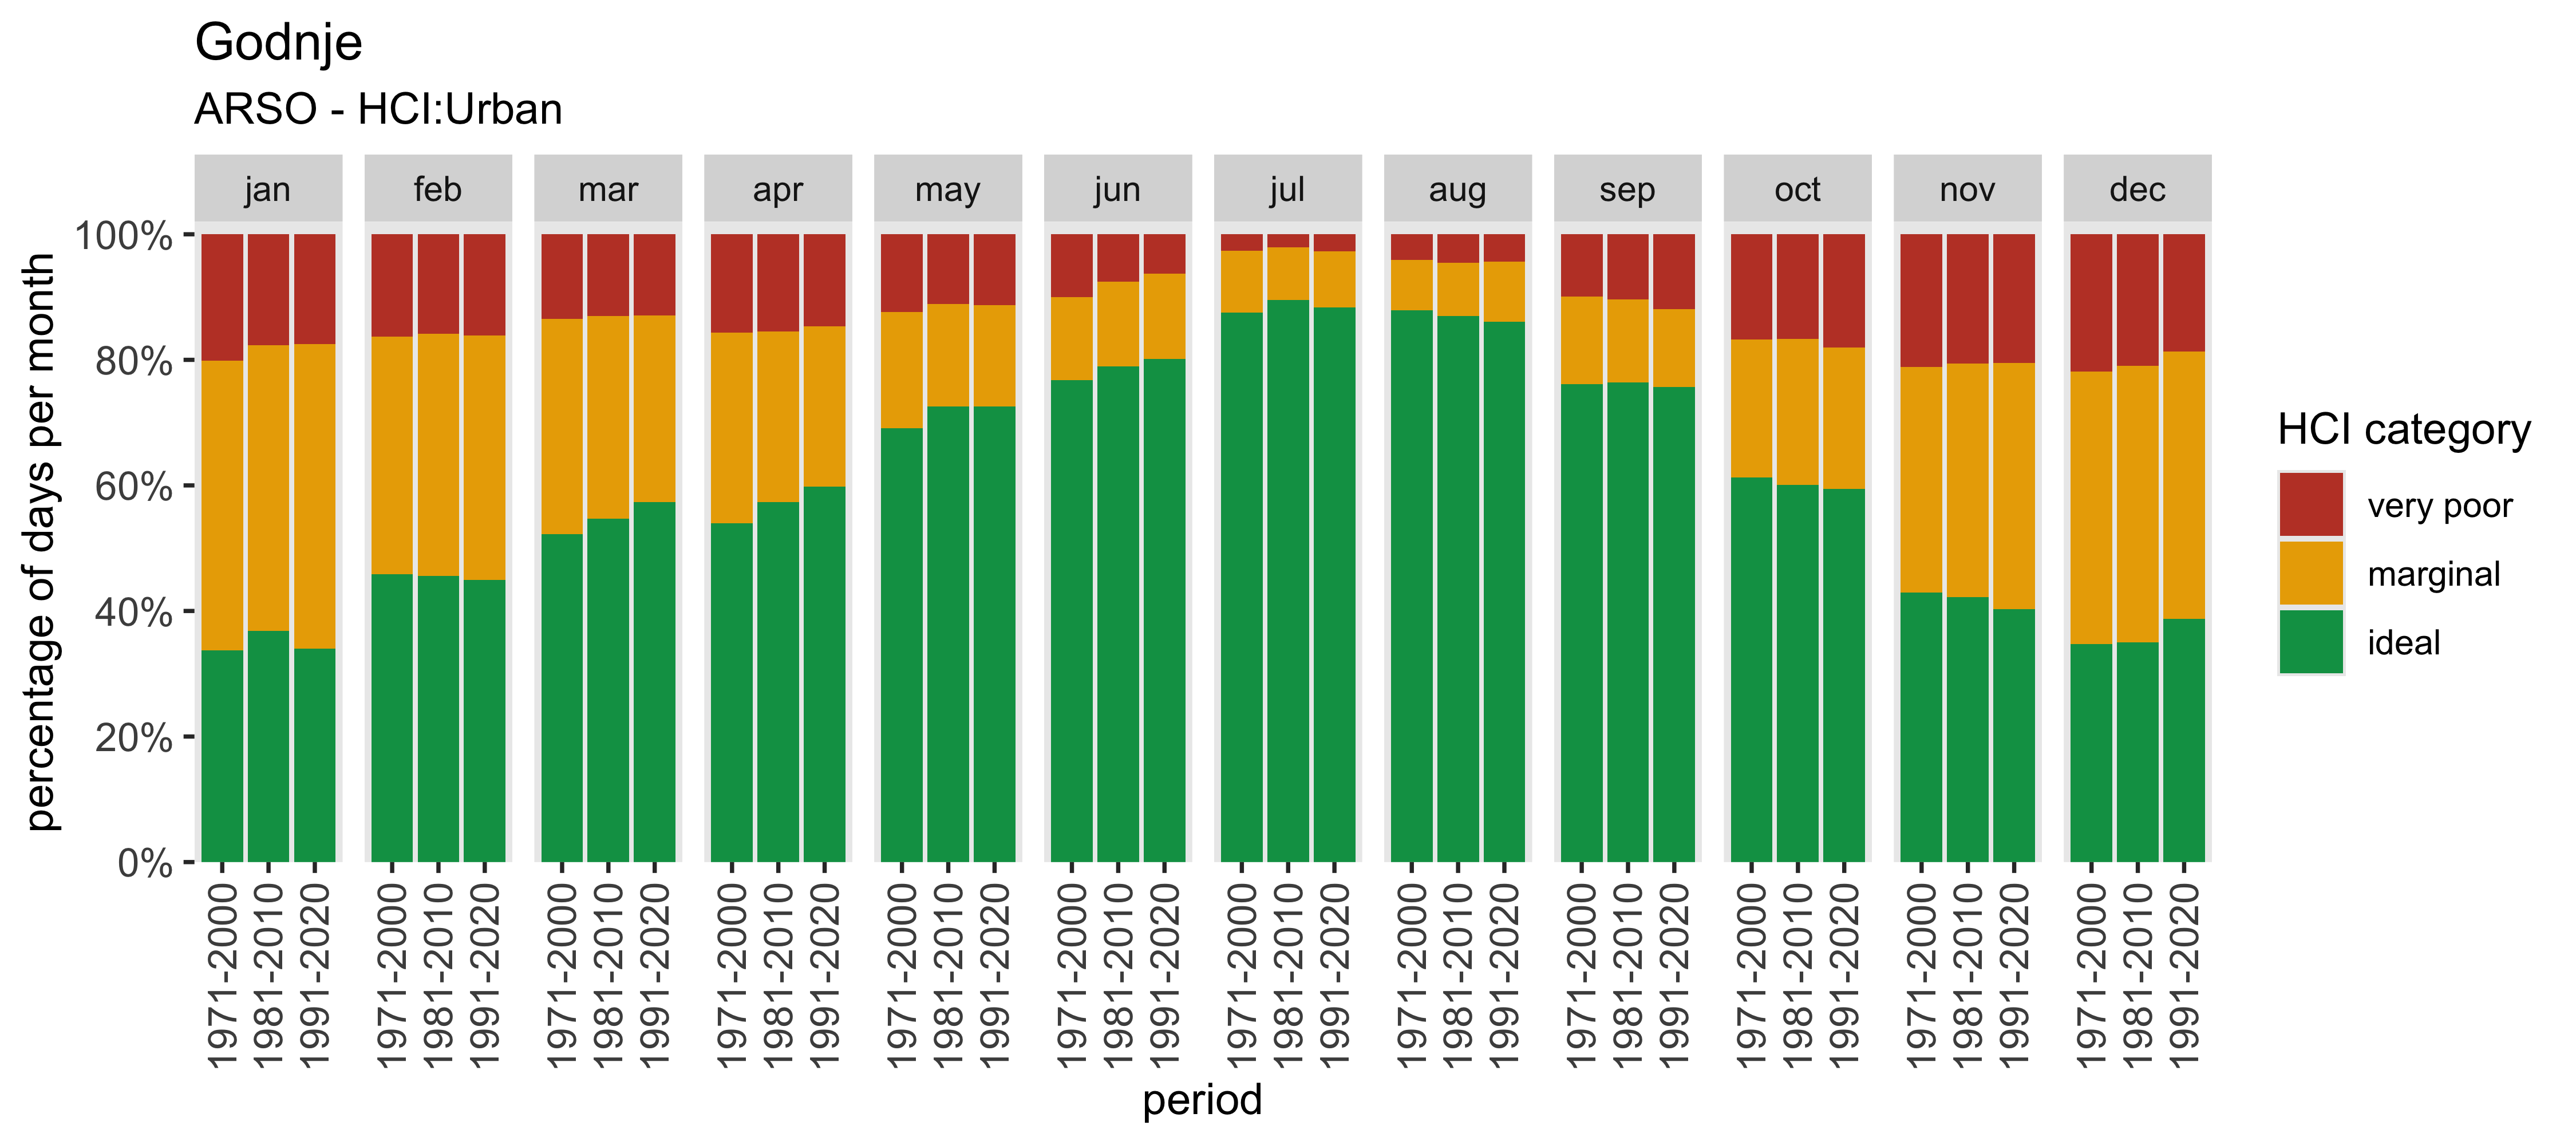 Godnje
ARSO - HCI:Urban
jan feb mar apr may jun jul aug sep oct nov dec
percentage of days per month
100%
80%
60%
40%
20%
0%
1971-2000 1981-2010 1991-2020 1971-2000 1981-2010 1991-2020 1971-2000 1981-2010 1991-2020 1971-2000 1981-2010 1991-2020 1971-2000 1981-2010 1991-2020 1971-2000 1981-2010 1991-2020 1971-2000 1981-2010 1991-2020 1971-2000 1981-2010 1991-2020 1971-2000 1981-2010 1991-2020 1971-2000 1981-2010 1991-2020 1971-2000 1981-2010 1991-2020 1971-2000 1981-2010 1991-2020
period
HCI category
very poor
marginal
ideal